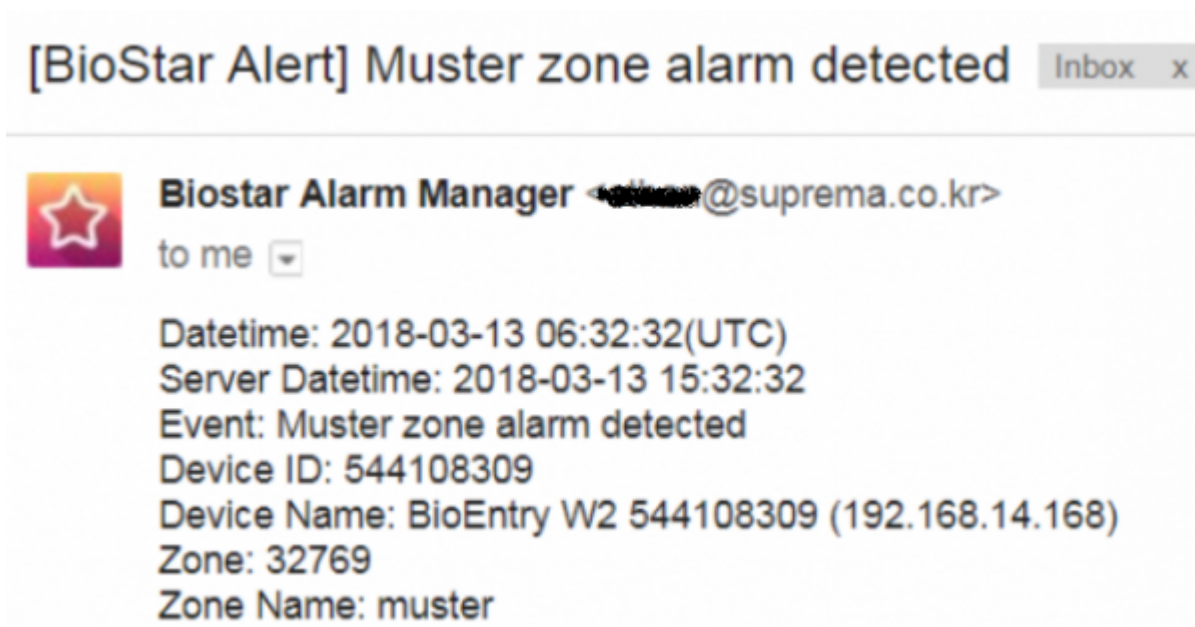 [BioStar Alert] Muster zone alarm detected Inbox x
Biostar Alarm Manager < @suprema.co.kr>
to me
Datetime: 2018-03-13 06:32:32(UTC)
Server Datetime: 2018-03-13 15:32:32
Event: Muster zone alarm detected
Device ID: 544108309
Device Name: BioEntry W2 544108309 (192.168.14.168)
Zone: 32769
Zone Name: muster